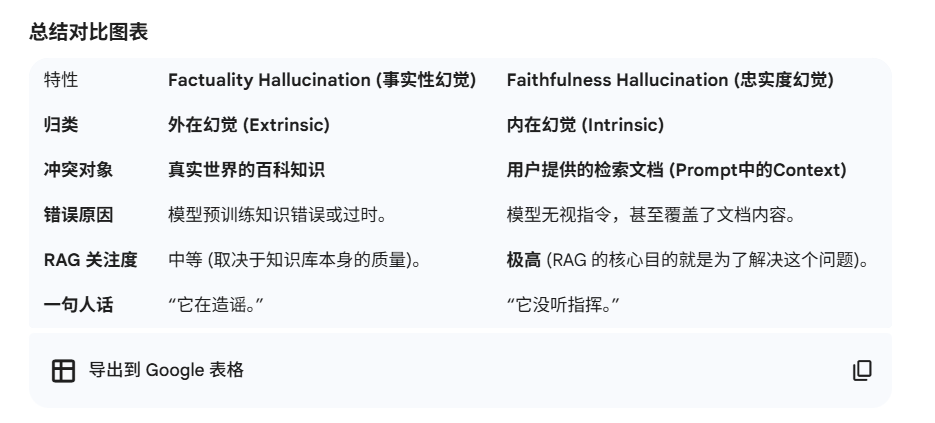 总结对比图表
特性 Factuality Hallucination (事实性幻觉) Faithfulness Hallucination (忠实度幻觉)
归类 外在幻觉 (Extrinsic) 内在幻觉 (Intrinsic)
冲突对象 真实世界的百科知识 用户提供的检索文档 (Prompt中的Context)
错误原因 模型预训练知识错误或过时。 模型无视指令，甚至覆盖了文档内容。
RAG 关注度 中等 (取决于知识库本身的质量)。 极高 (RAG 的核心目的就是为了解决这个问题)。
一句人话 “它在造谣。” “它没听指挥。”
导出到 Google 表格